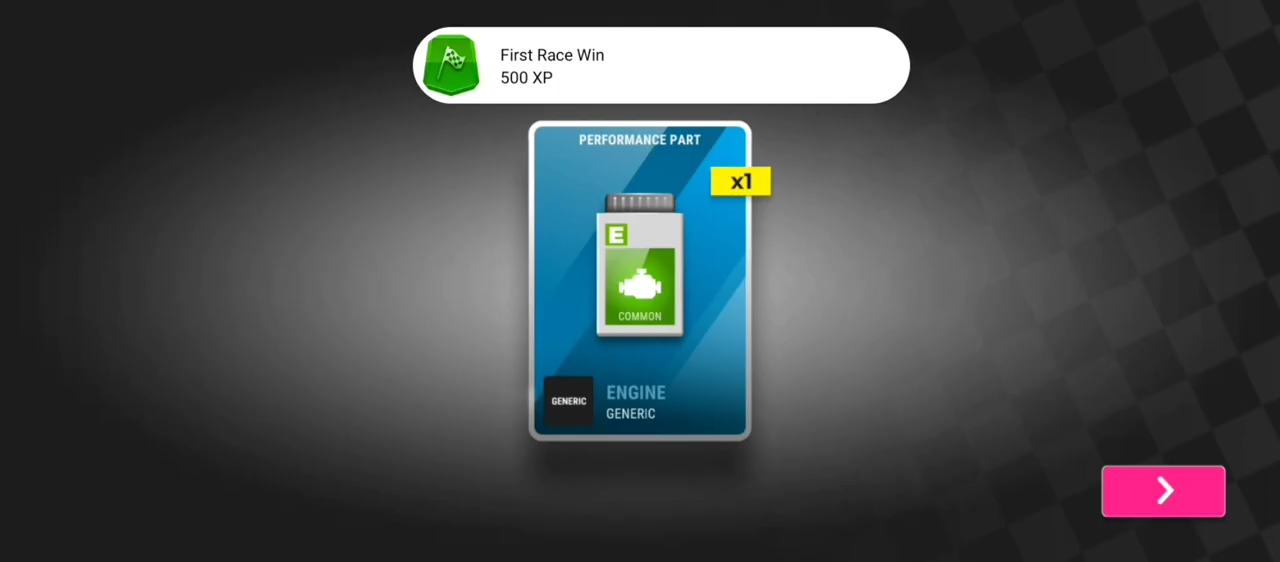 First Race Win
500 XP
PERFORMANCE PART
x1
E
COMMON
GENERIC
ENGINE
GENERIC